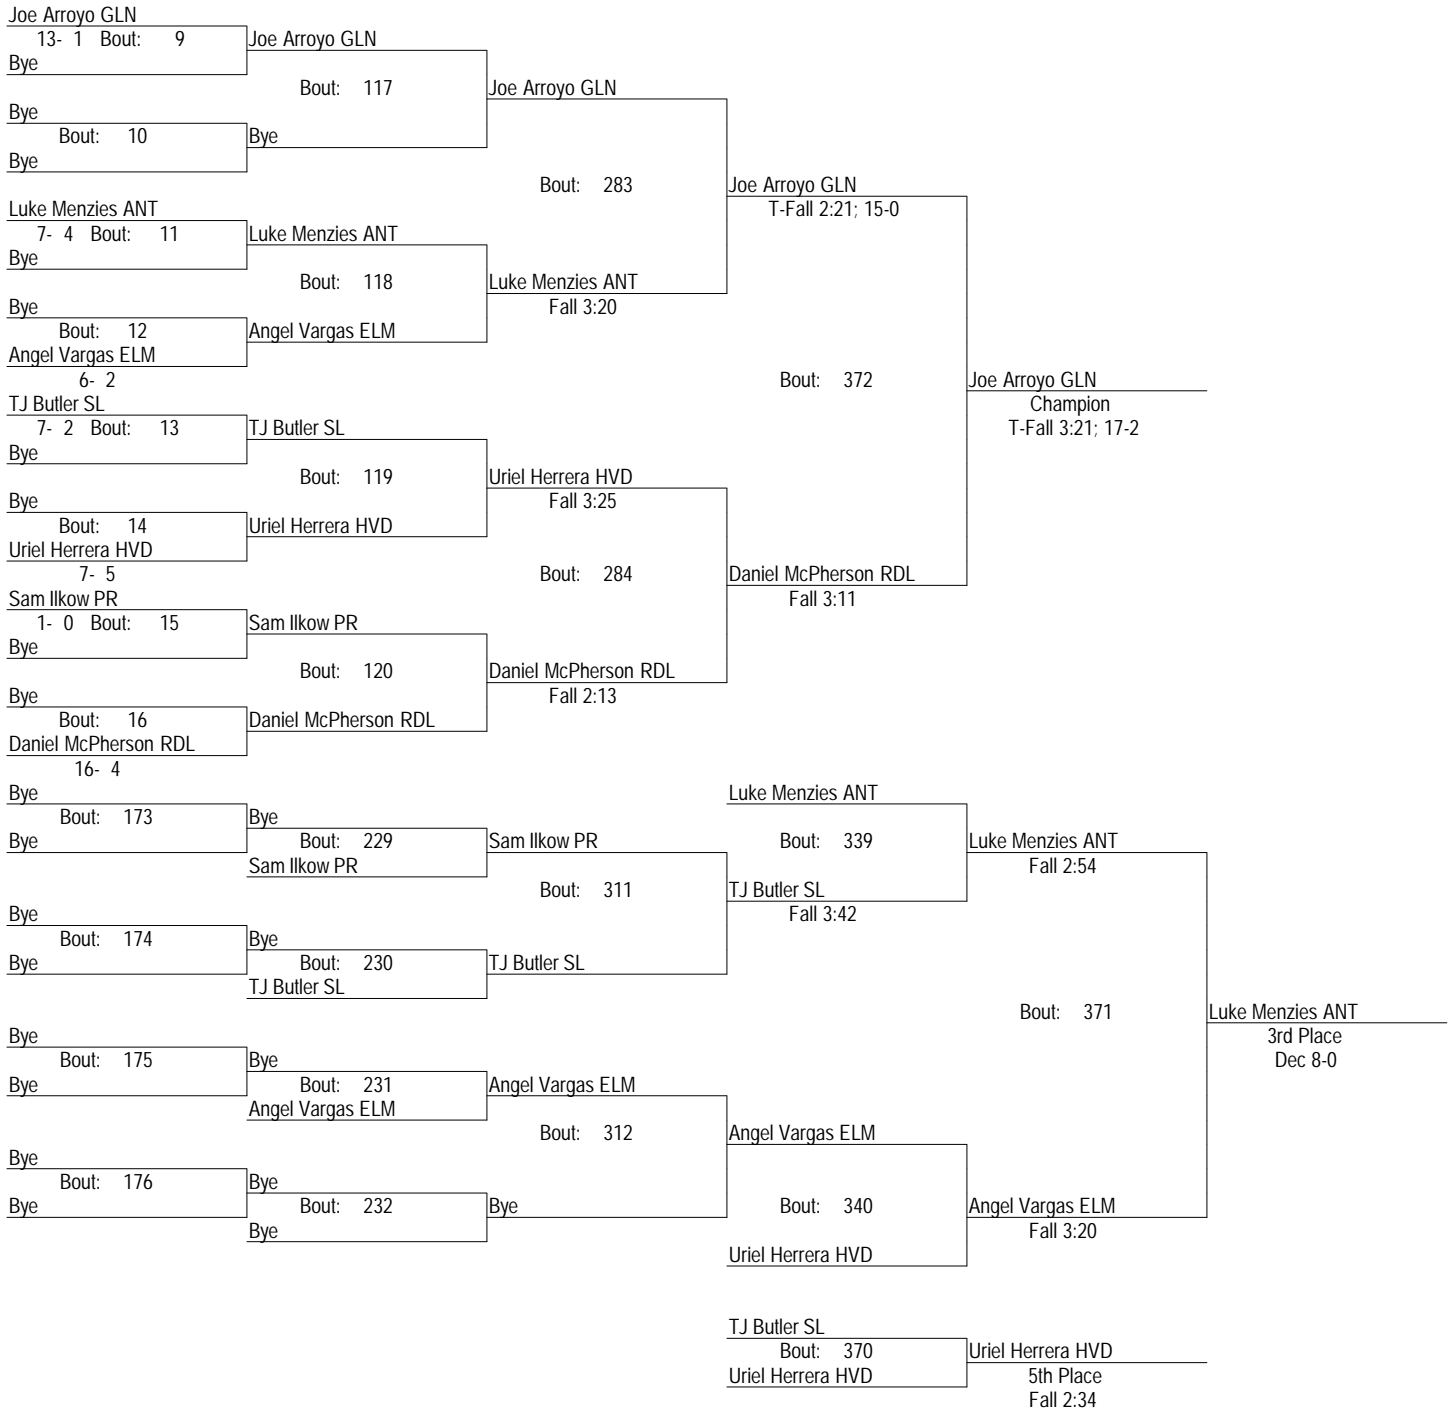 Joe Arroyo GLN
13- 1 Bout: 9 Joe Arroyo GLN
Bye
Bout: 117 Joe Arroyo GLN
Bye
Bout: 10 Bye
Bye
Bout: 283 Joe Arroyo GLN
Luke Menzies ANT T-Fall 2:21; 15-0
7- 4 Bout: 11 Luke Menzies ANT
Bye
Bout: 118 Luke Menzies ANT
Bye Fall 3:20
Bout: 12 Angel Vargas ELM
Angel Vargas ELM
6- 2 Bout: 372 Joe Arroyo GLN
TJ Butler SL Champion
7- 2 Bout: 13 TJ Butler SL T-Fall 3:21; 17-2
Bye
Bout: 119 Uriel Herrera HVD
Bye Fall 3:25
Bout: 14 Uriel Herrera HVD
Uriel Herrera HVD
7- 5 Bout: 284 Daniel McPherson RDL
Sam Ilkow PR Fall 3:11
1- 0 Bout: 15 Sam Ilkow PR
Bye
Bout: 120 Daniel McPherson RDL
Bye Fall 2:13
Bout: 16 Daniel McPherson RDL
Daniel McPherson RDL
16- 4
Bye Luke Menzies ANT
Bout: 173 Bye
Bye Bout: 229 Sam Ilkow PR Bout: 339 Luke Menzies ANT
Sam Ilkow PR Fall 2:54
Bout: 311 TJ Butler SL
Bye Fall 3:42
Bout: 174 Bye
Bye Bout: 230 TJ Butler SL
TJ Butler SL
Bout: 371 Luke Menzies ANT
Bye 3rd Place
Bout: 175 Bye Dec 8-0
Bye Bout: 231 Angel Vargas ELM
Angel Vargas ELM
Bout: 312 Angel Vargas ELM
Bye
Bout: 176 Bye
Bye Bout: 232 Bye Bout: 340 Angel Vargas ELM
Bye Fall 3:20
Uriel Herrera HVD
TJ Butler SL
Bout: 370 Uriel Herrera HVD
Uriel Herrera HVD 5th Place
Fall 2:34